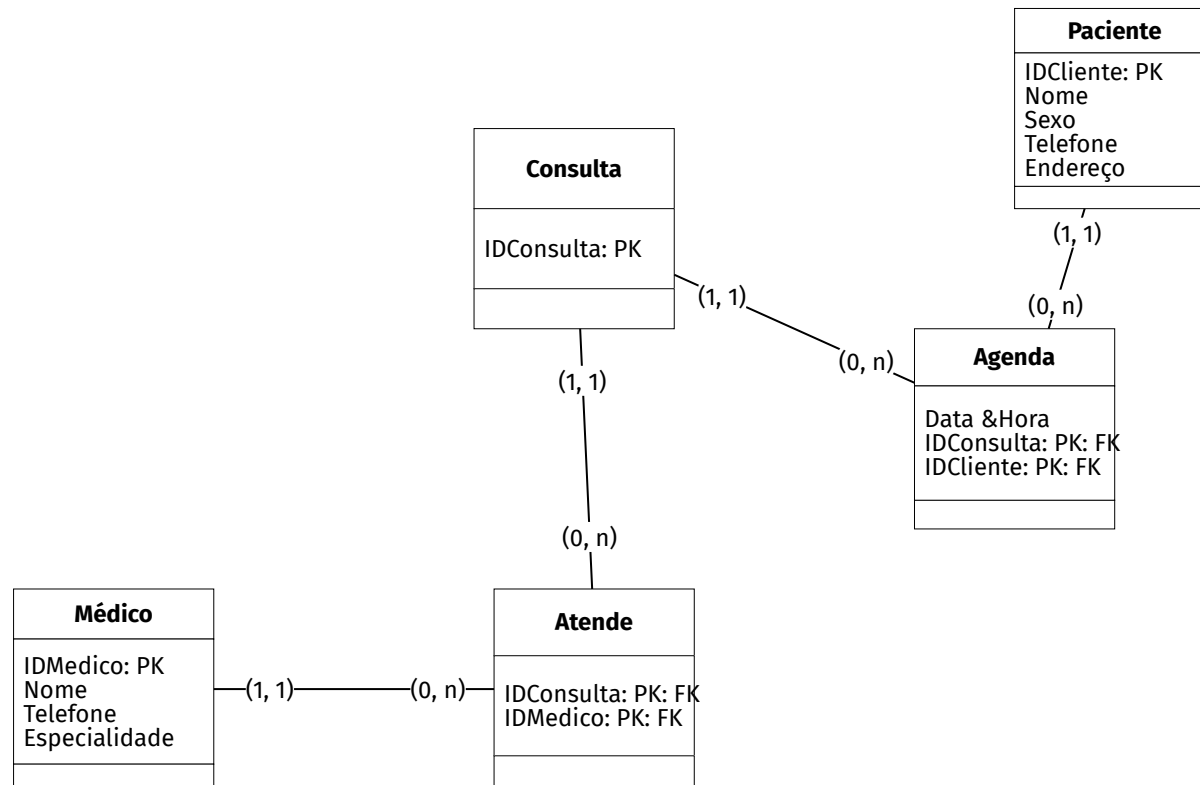 Paciente
IDCliente: PK
Nome
Sexo
Telefone
Endereço
(1, 1)
(0, n)
Consulta
IDConsulta: PK
(1, 1)
(0, n)
Agenda
Data &Hora
IDConsulta: PK: FK
IDCliente: PK: FK
(1, 1)
(0, n)
Médico
IDMedico: PK
Nome
Telefone
Especialidade
(1, 1)
(0, n)
Atende
IDConsulta: PK: FK
IDMedico: PK: FK